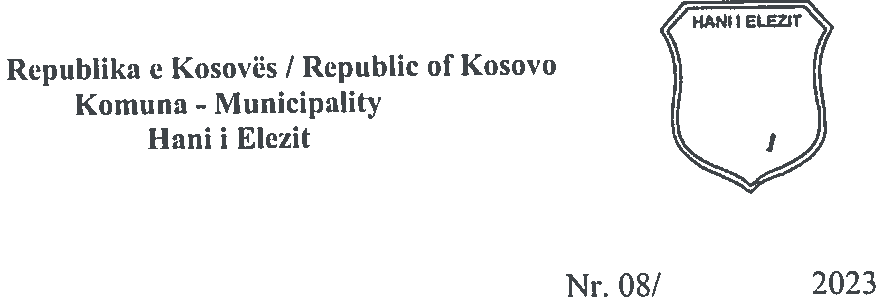 HANI I ELEZIT
Republika e Kosovës / Republic of Kosovo
Komuna - Municipality
Hani i Elezit
Nr. 08/ 2023